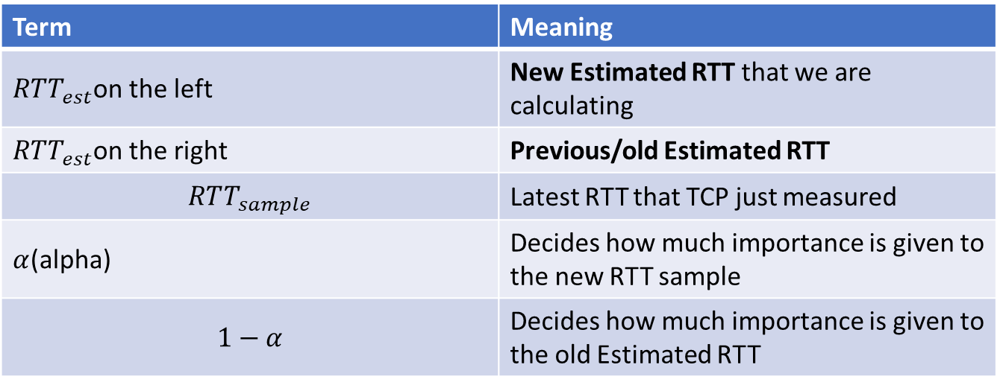 Term
Meaning
RTT_est on the left
New Estimated RTT that we are
calculating
RTT_est on the right
Previous/old Estimated RTT
RTT_sample
Latest RTT that TCP just measured
α(alpha)
Decides how much importance is given to
the new RTT sample
1 − α
Decides how much importance is given to
the old Estimated RTT